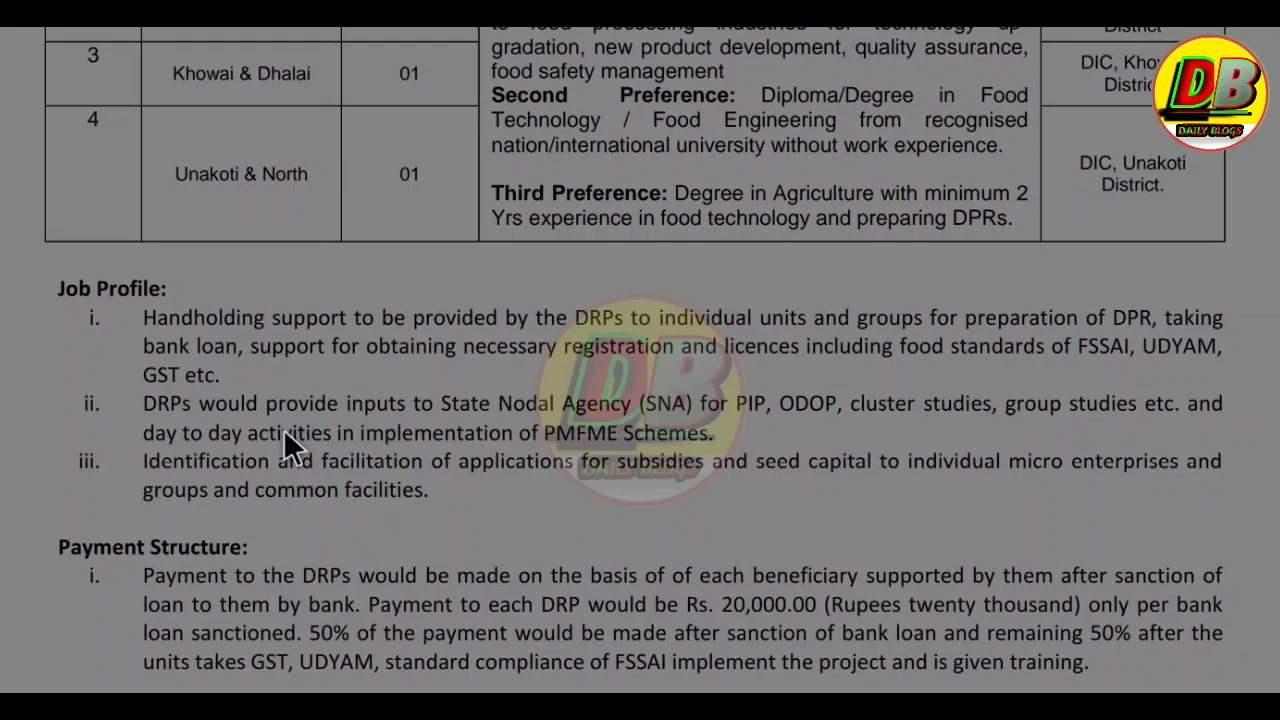 to food processing industries for technology up
gradation, new product development, quality assurance,
food safety management
Second Preference: Diploma/Degree in Food
Technology / Food Engineering from recognised
nation/international university without work experience.
Third Preference: Degree in Agriculture with minimum 2
Yrs experience in food technology and preparing DPRs.
District
3
Khowai & Dhalai
01
DIC,
4
Unakoti & North
01
DIC, Unakoti
District.
DB
DAILY BLOGS
Job Profile:
i. Handholding support to be provided by the DRPs to individual units and groups for preparation of DPR, taking
bank loan, support for obtaining necessary registration and licences including food standards of FSSAI, UDYAM,
GST etc.
ii. DRPs would provide inputs to State Nodal Agency (SNA) for PIP, ODOP, cluster studies, group studies etc. and
day to day activities in implementation of PMFME Schemes.
iii. Identification and facilitation of applications for subsidies and seed capital to individual micro enterprises and
groups and common facilities.
DB
DAILY BLOGS
Payment Structure:
i. Payment to the DRPs would be made on the basis of of each beneficiary supported by them after sanction of
loan to them by bank. Payment to each DRP would be Rs. 20,000.00 (Rupees twenty thousand) only per bank
loan sanctioned. 50% of the payment would be made after sanction of bank loan and remaining 50% after the
units takes GST, UDYAM, standard compliance of FSSAI implement the project and is given training.